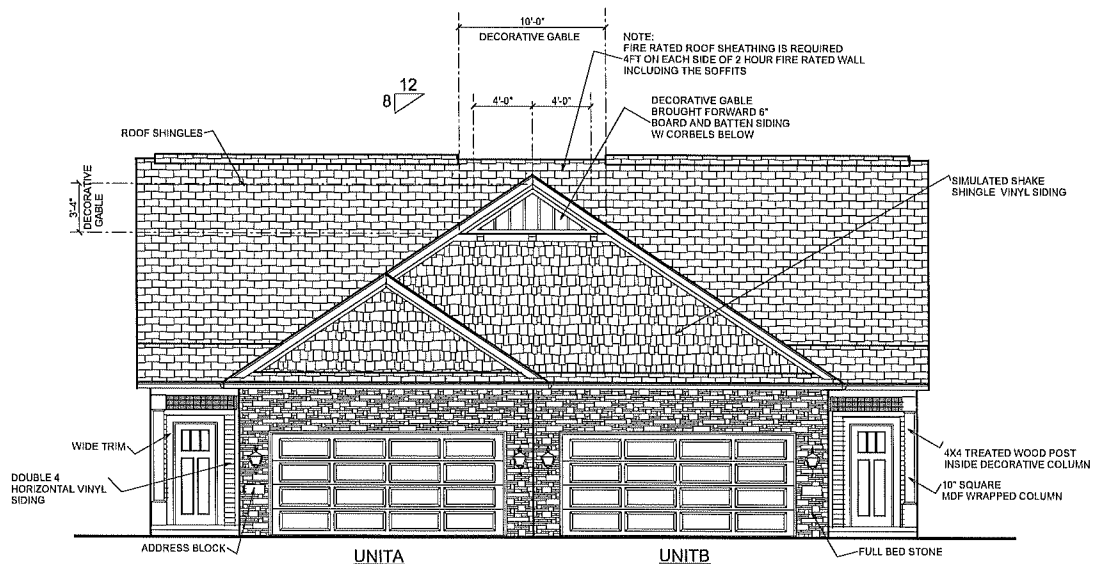 10'-0"
DECORATIVE GABLE
NOTE:
FIRE RATED ROOF SHEATHING IS REQUIRED
4FT ON EACH SIDE OF 2 HOUR FIRE RATED WALL
INCLUDING THE SOFFITS
12
8
4'-0"
4'-0"
DECORATIVE GABLE
BROUGHT FORWARD 6"
BOARD AND BATTEN SIDING
W/ CORBELS BELOW
ROOF SHINGLES
3'-4"
DECORATIVE
GABLE
SIMULATED SHAKE
SHINGLE VINYL SIDING
WIDE TRIM
DOUBLE 4
HORIZONTAL VINYL
SIDING
4X4 TREATED WOOD POST
INSIDE DECORATIVE COLUMN
10" SQUARE
MDF WRAPPED COLUMN
ADDRESS BLOCK
UNITA
UNITB
FULL BED STONE